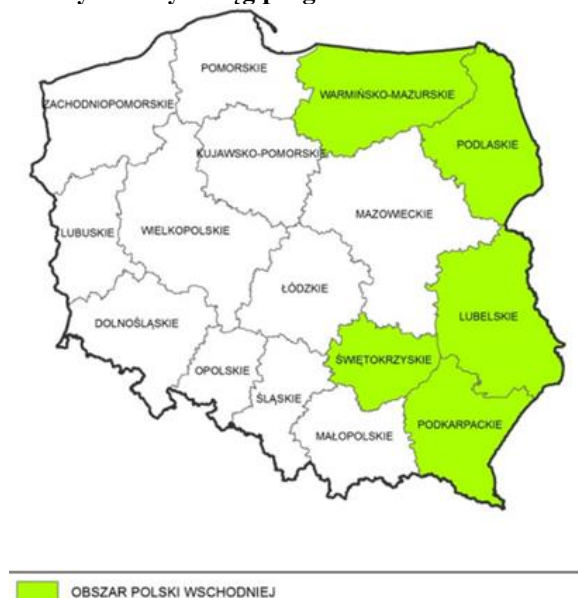 POMORSKIE
WARMIŃSKO-MAZURSKIE
ZACHODNIOPOMORSKIE
PODLASKIE
KUJAWSKO-POMORSKIE
MAZOWIECKIE
LUBUSKIE
WIELKOPOLSKIE
ŁÓDZKIE
LUBELSKIE
DOLNOŚLĄSKIE
ŚWIĘTOKRZYSKIE
OPOLSKIE
ŚLĄSKIE
PODKARPACKIE
MAŁOPOLSKIE
OBSZAR POLSKI WSCHODNIEJ